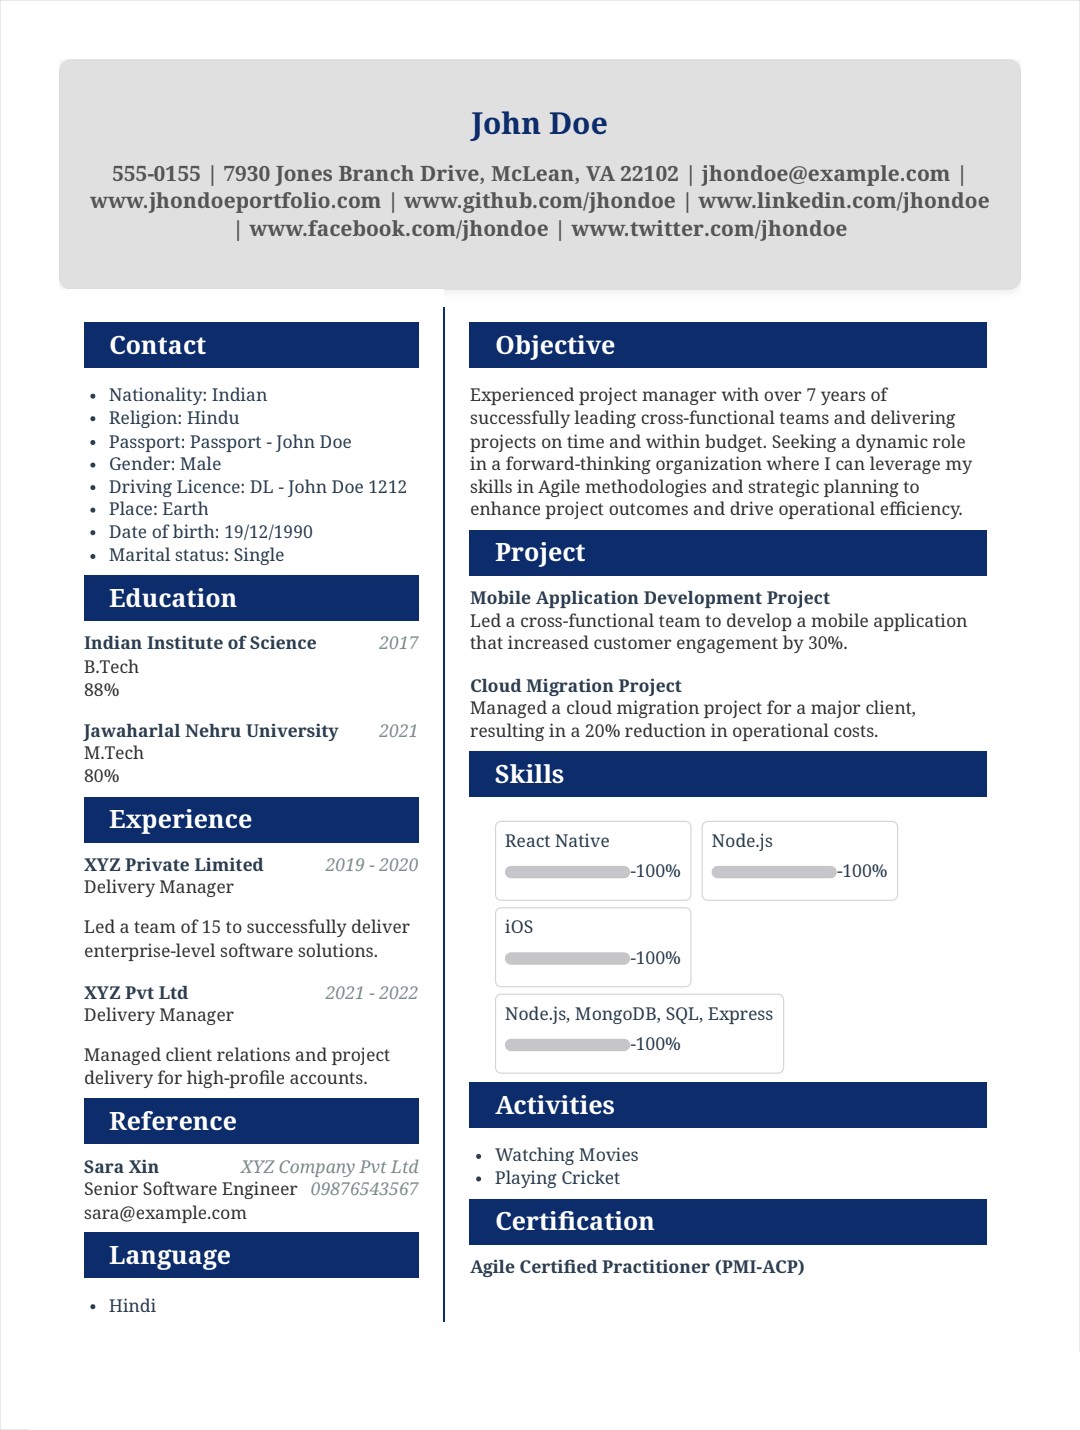 John Doe
555-0155 | 7930 Jones Branch Drive, McLean, VA 22102 | jhondoe@example.com |
www.jhondoeportfolio.com | www.github.com/jhondoe | www.linkedin.com/jhondoe
| www.facebook.com/jhondoe | www.twitter.com/jhondoe
Contact
• Nationality: Indian
• Religion: Hindu
• Passport: Passport - John Doe
• Gender: Male
• Driving Licence: DL - John Doe 1212
• Place: Earth
• Date of birth: 19/12/1990
• Marital status: Single
Education
Indian Institute of Science 2017
B.Tech
88%
Jawaharlal Nehru University 2021
M.Tech
80%
Experience
XYZ Private Limited 2019 - 2020
Delivery Manager
Led a team of 15 to successfully deliver
enterprise-level software solutions.
XYZ Pvt Ltd 2021 - 2022
Delivery Manager
Managed client relations and project
delivery for high-profile accounts.
Reference
Sara Xin XYZ Company Pvt Ltd
Senior Software Engineer 09876543567
sara@example.com
Language
• Hindi
Objective
Experienced project manager with over 7 years of
successfully leading cross-functional teams and delivering
projects on time and within budget. Seeking a dynamic role
in a forward-thinking organization where I can leverage my
skills in Agile methodologies and strategic planning to
enhance project outcomes and drive operational efficiency.
Project
Mobile Application Development Project
Led a cross-functional team to develop a mobile application
that increased customer engagement by 30%.
Cloud Migration Project
Managed a cloud migration project for a major client,
resulting in a 20% reduction in operational costs.
Skills
React Native Node.js
-100% -100%
iOS
-100%
Node.js, MongoDB, SQL, Express
-100%
Activities
• Watching Movies
• Playing Cricket
Certification
Agile Certified Practitioner (PMI-ACP)